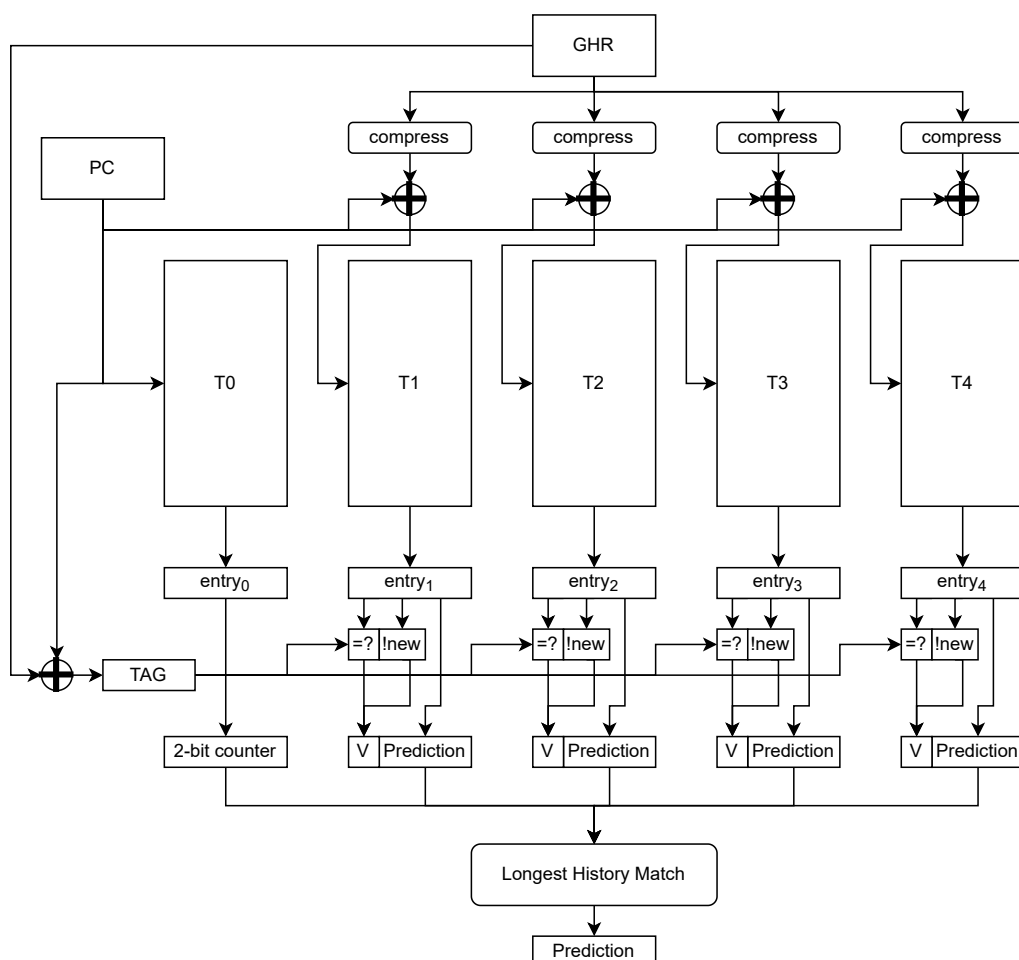 GHR
compress compress compress compress
PC
T0 T1 T2 T3 T4
entry0 entry1 entry2 entry3 entry4
=? !new =? !new =? !new =? !new
TAG
2-bit counter V Prediction V Prediction V Prediction V Prediction
Longest History Match
Prediction